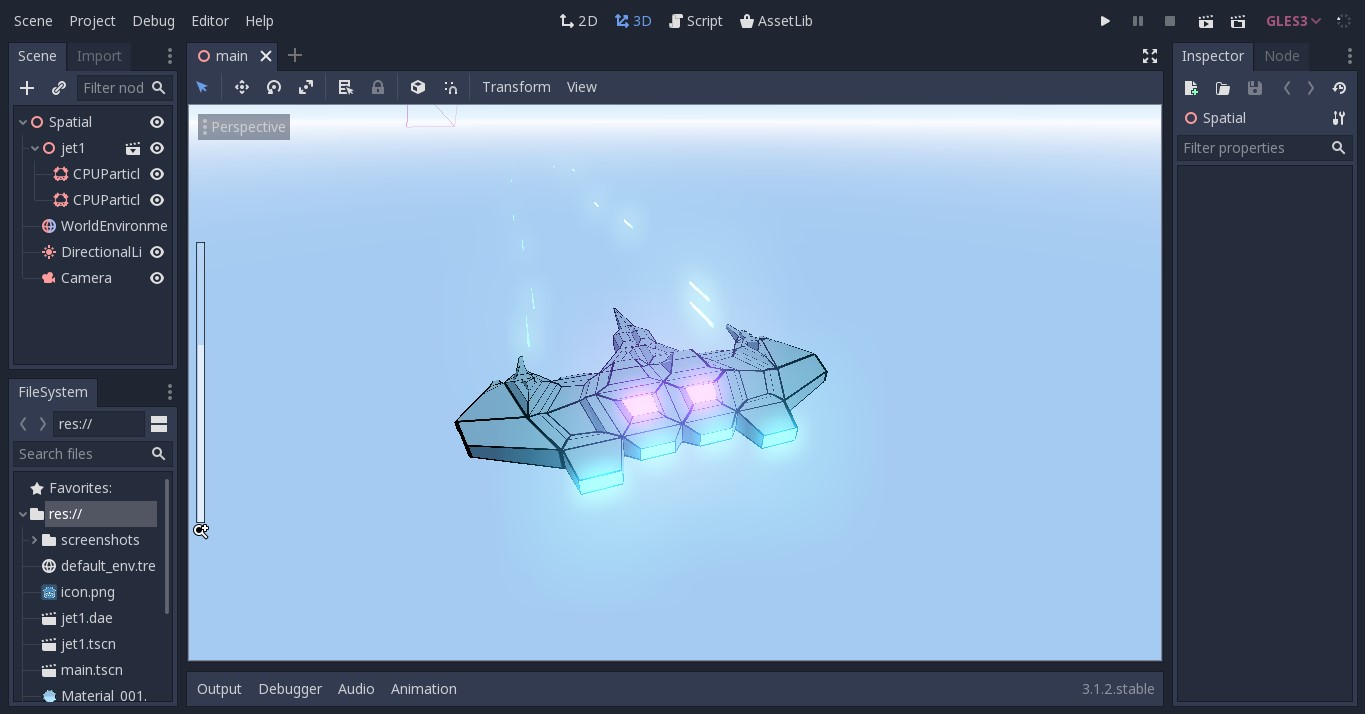 Scene Project Debug Editor Help 2D 3D Script AssetLib GLES3
Scene Import
Filter nod
Spatial
jet1
CPUParticl
CPUParticl
WorldEnvironme
DirectionalLi
Camera
FileSystem
res://
Search files
Favorites:
res://
screenshots
default_env.tre
icon.png
jet1.dae
jet1.tscn
main.tscn
Material_001.
main
Transform View
Perspective
Output Debugger Audio Animation 3.1.2.stable
Inspector Node
Spatial
Filter properties